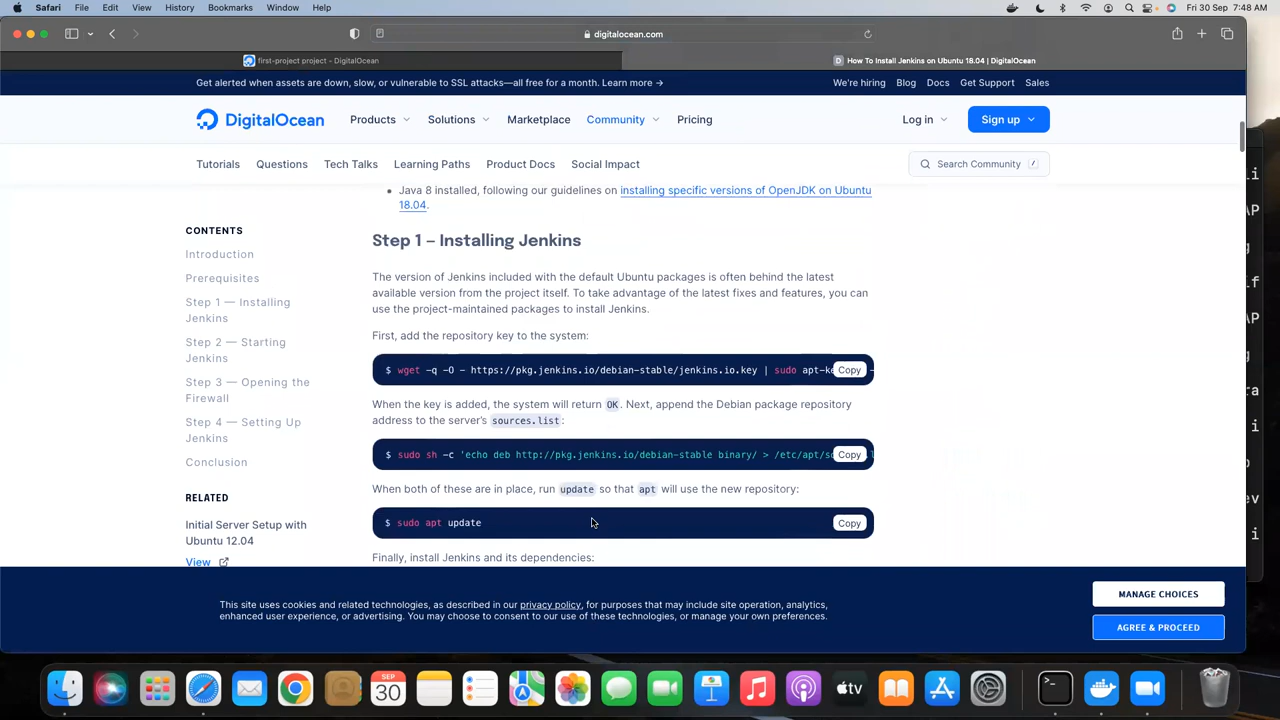 Safari File Edit View History Bookmarks Window Help
Fri 30 Sep 7:48 AM
digitalocean.com
first-project project – DigitalOcean
How To Install Jenkins on Ubuntu 18.04 | DigitalOcean
Get alerted when assets are down, slow, or vulnerable to SSL attacks—all free for a month. Learn more →
We're hiring Blog Docs Get Support Sales
DigitalOcean Products Solutions Marketplace Community Pricing Log in Sign up
Tutorials Questions Tech Talks Learning Paths Product Docs Social Impact Search Community /
CONTENTS
Introduction
Prerequisites
Step 1 — Installing
Jenkins
Step 2 — Starting
Jenkins
Step 3 — Opening the
Firewall
Step 4 — Setting Up
Jenkins
Conclusion
RELATED
Initial Server Setup with
Ubuntu 12.04
View
• Java 8 installed, following our guidelines on installing specific versions of OpenJDK on Ubuntu
18.04.
Step 1 – Installing Jenkins
The version of Jenkins included with the default Ubuntu packages is often behind the latest
available version from the project itself. To take advantage of the latest fixes and features, you can
use the project-maintained packages to install Jenkins.
First, add the repository key to the system:
$ wget -q -O - https://pkg.jenkins.io/debian-stable/jenkins.io.key | sudo apt-ke Copy
When the key is added, the system will return OK. Next, append the Debian package repository
address to the server's sources.list:
$ sudo sh -c 'echo deb http://pkg.jenkins.io/debian-stable binary/ > /etc/apt/so Copy
When both of these are in place, run update so that apt will use the new repository:
$ sudo apt update Copy
Finally, install Jenkins and its dependencies:
This site uses cookies and related technologies, as described in our privacy policy, for purposes that may include site operation, analytics,
enhanced user experience, or advertising. You may choose to consent to our use of these technologies, or manage your own preferences.
MANAGE CHOICES
AGREE & PROCEED
SEP
30
tv
>_